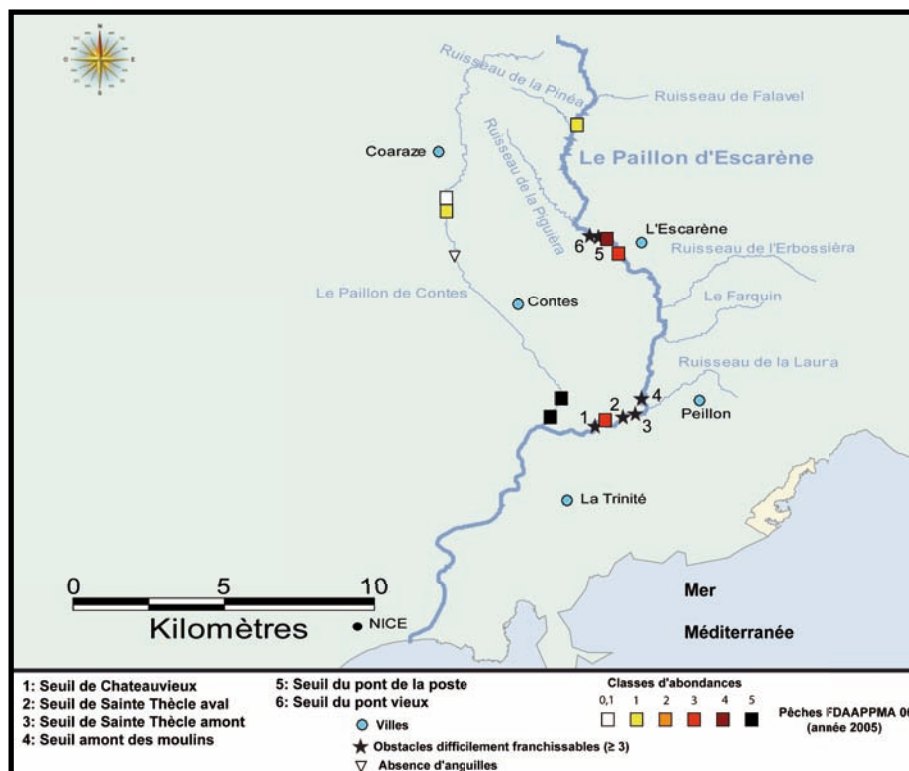 N
O
E
S
Ruisseau de la Pinéa
Ruisseau de Falavel
Coaraze
Le Paillon d'Escarène
Ruisseau de la Piguièra
6
5
L'Escarène
Ruisseau de l'Erbossièra
Le Paillon de Contes
Contes
Le Farquin
Ruisseau de la Laura
4
2
1
3
Peillon
La Trinité
0 5 10
Kilomètres
NICE
Mer
Méditerranée
1: Seuil de Chateauvieux
2: Seuil de Sainte Thècle aval
3: Seuil de Sainte Thècle amont
4: Seuil amont des moulins
5: Seuil du pont de la poste
6: Seuil du pont vieux
Villes
Obstacles difficilement franchissables (≥ 3)
Absence d'anguilles
Classes d'abondances
0,1 1 2 3 4 5
Pêches FDAAPPMA 06
(année 2005)